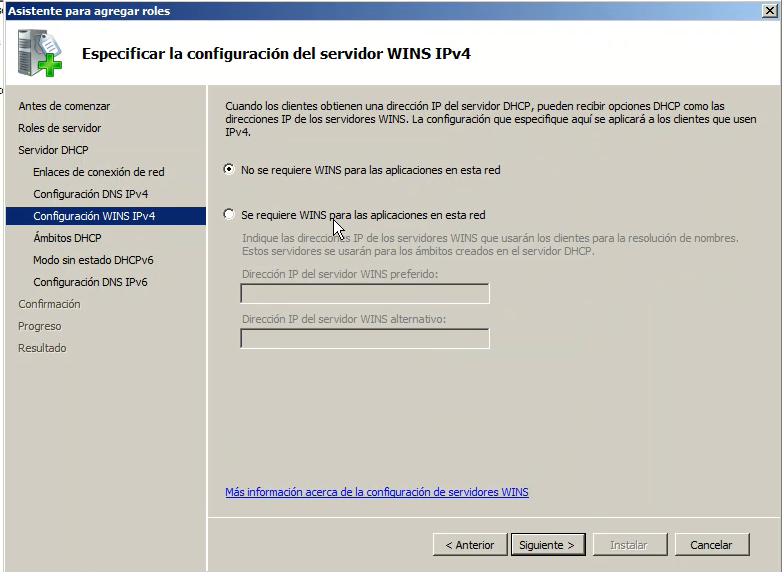 Asistente para agregar roles
Especificar la configuración del servidor WINS IPv4
Antes de comenzar
Roles de servidor
Servidor DHCP
Enlaces de conexión de red
Configuración DNS IPv4
Configuración WINS IPv4
Ámbitos DHCP
Modo sin estado DHCPv6
Configuración DNS IPv6
Confirmación
Progreso
Resultado
Cuando los clientes obtienen una dirección IP del servidor DHCP, pueden recibir opciones DHCP como las
direcciones IP de los servidores WINS. La configuración que especifique aquí se aplicará a los clientes que usen
IPv4.
No se requiere WINS para las aplicaciones en esta red
Se requiere WINS para las aplicaciones en esta red
Indique las direcciones IP de los servidores WINS que usarán los clientes para la resolución de nombres.
Estos servidores se usarán para los ámbitos creados en el servidor DHCP.
Dirección IP del servidor WINS preferido:
Dirección IP del servidor WINS alternativo:
Más información acerca de la configuración de servidores WINS
< Anterior
Siguiente >
Instalar
Cancelar